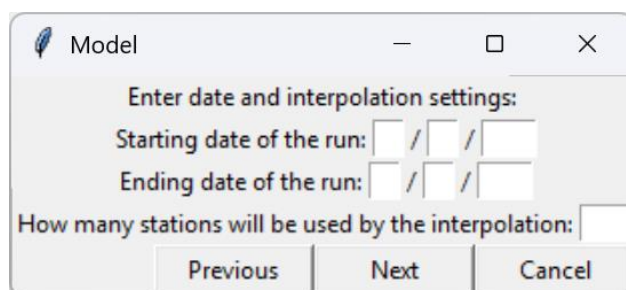 Model
Enter date and interpolation settings:
Starting date of the run: / /
Ending date of the run: / /
How many stations will be used by the interpolation:
Previous Next Cancel